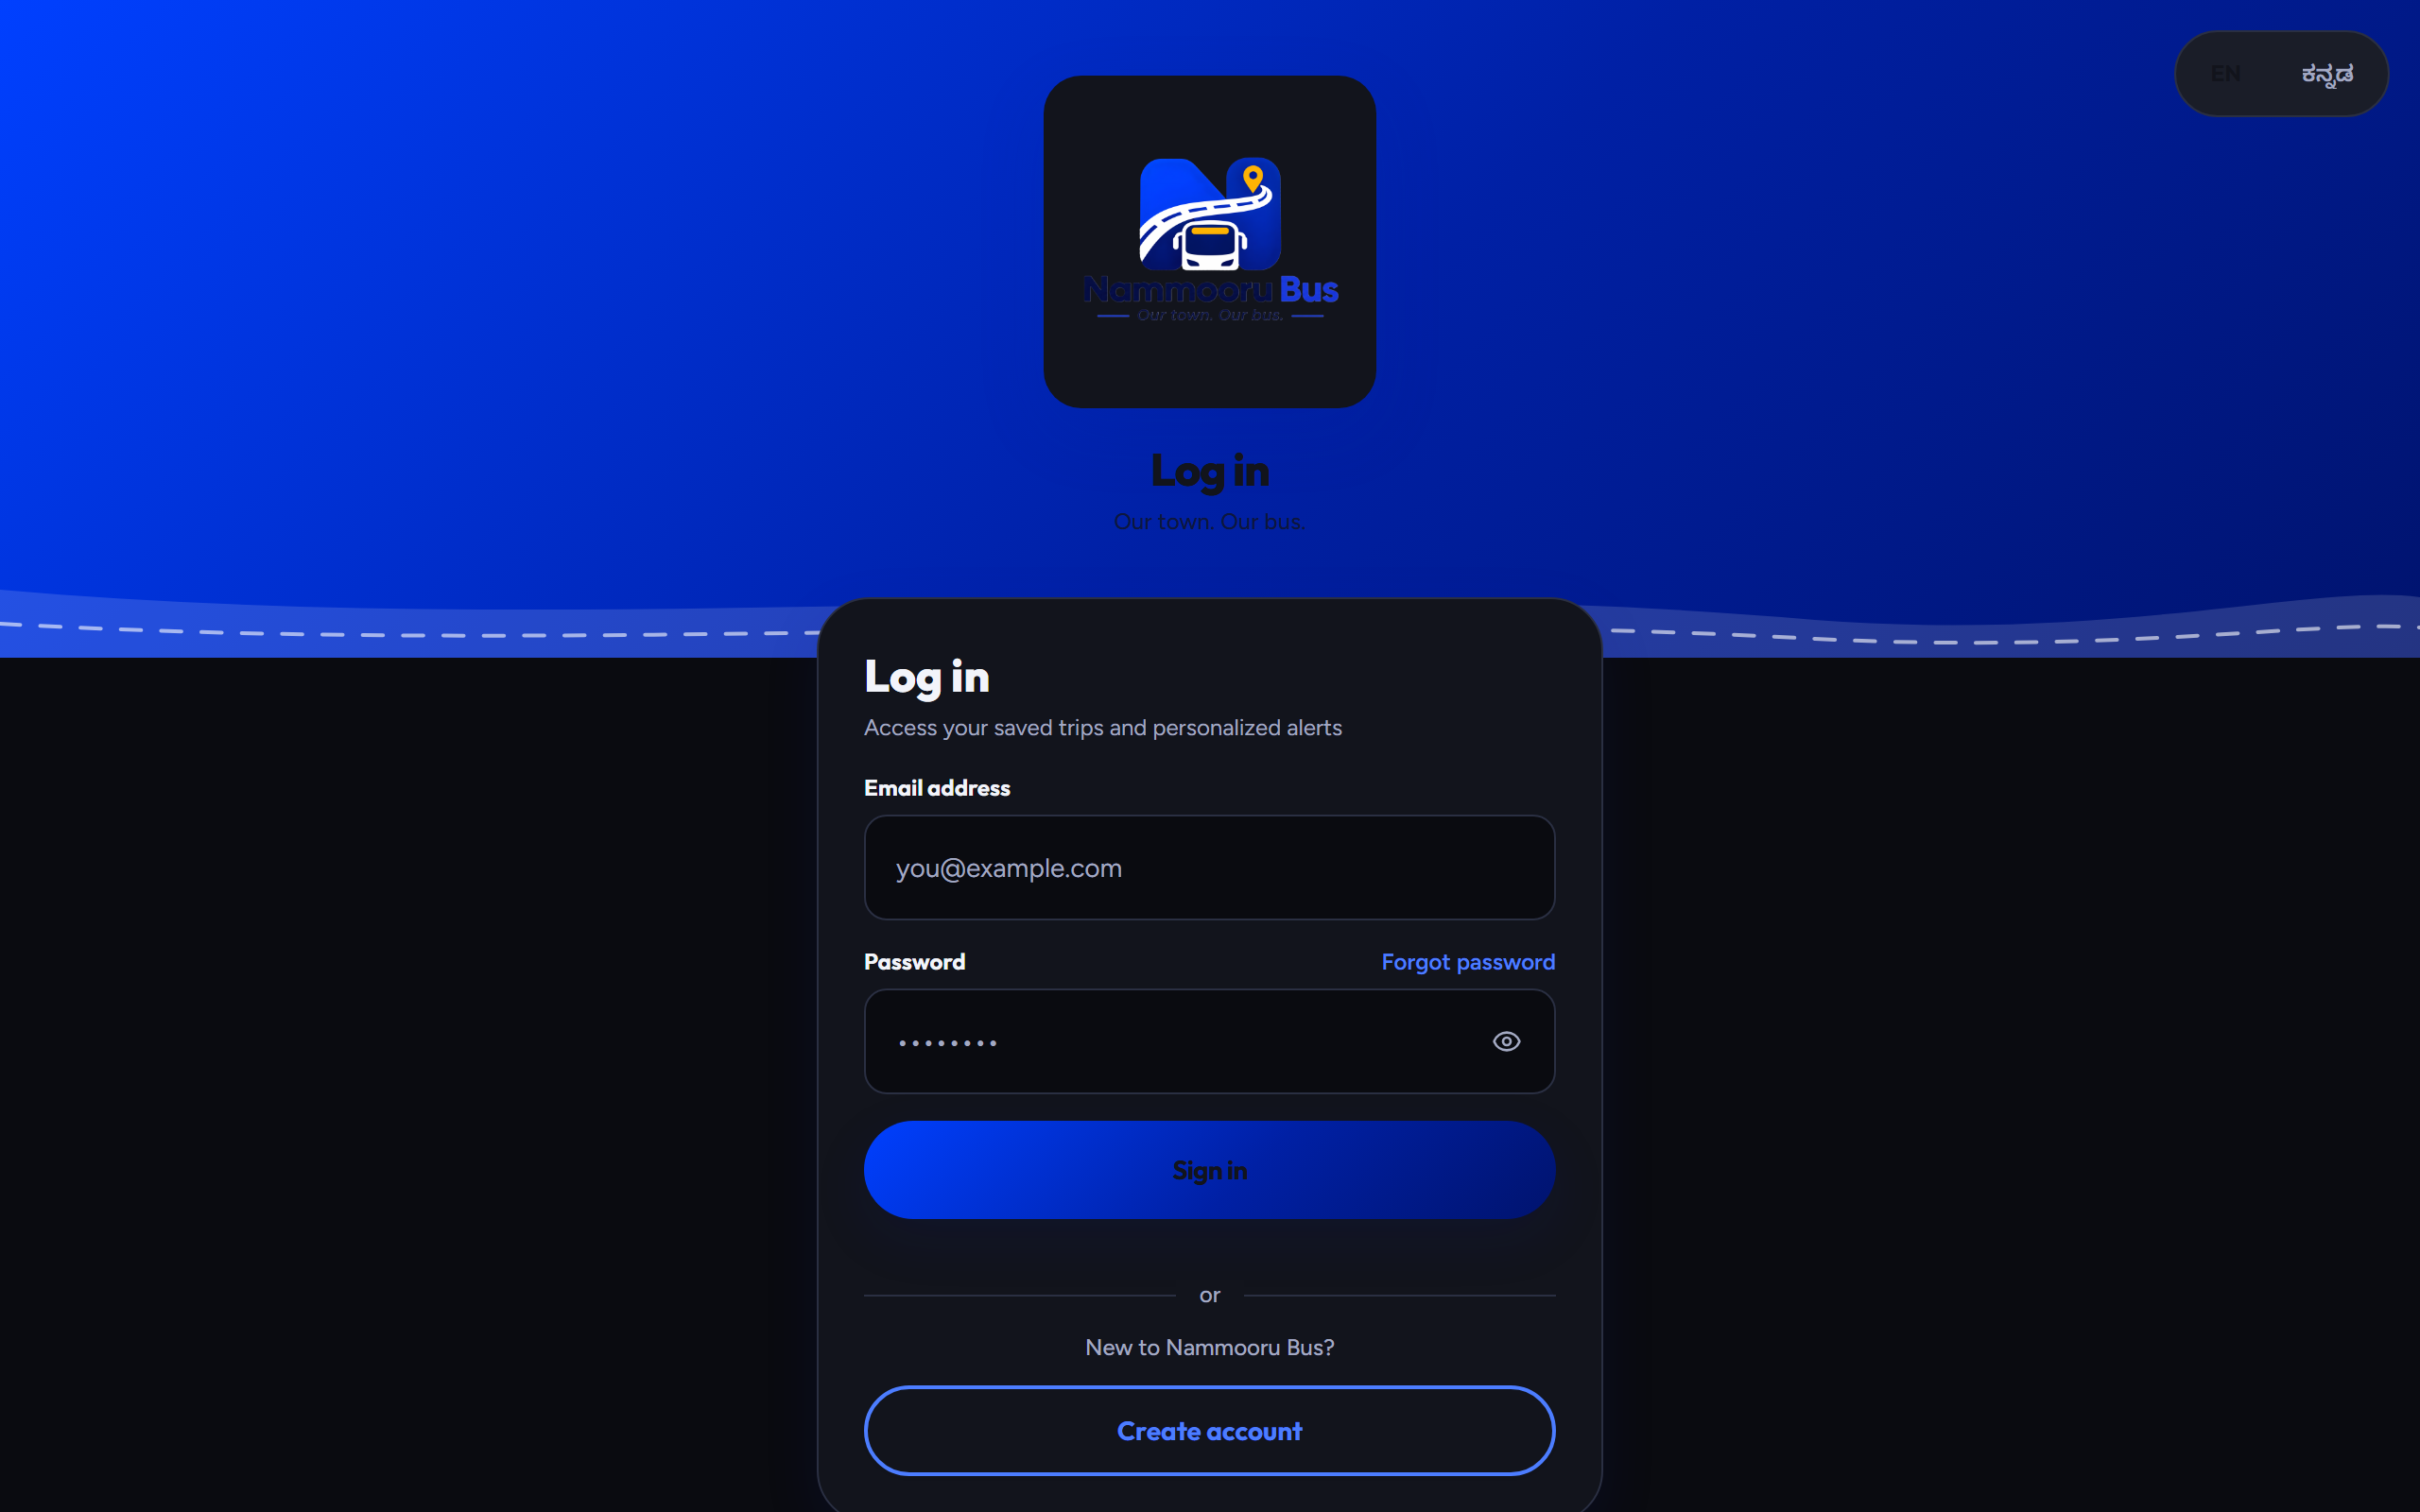 EN ಕನ್ನಡ
Nammooru Bus
Our town. Our bus.
Log in
Our town. Our bus.
Log in
Access your saved trips and personalized alerts
Email address
you@example.com
Password Forgot password
••••••••
Sign in
or
New to Nammooru Bus?
Create account